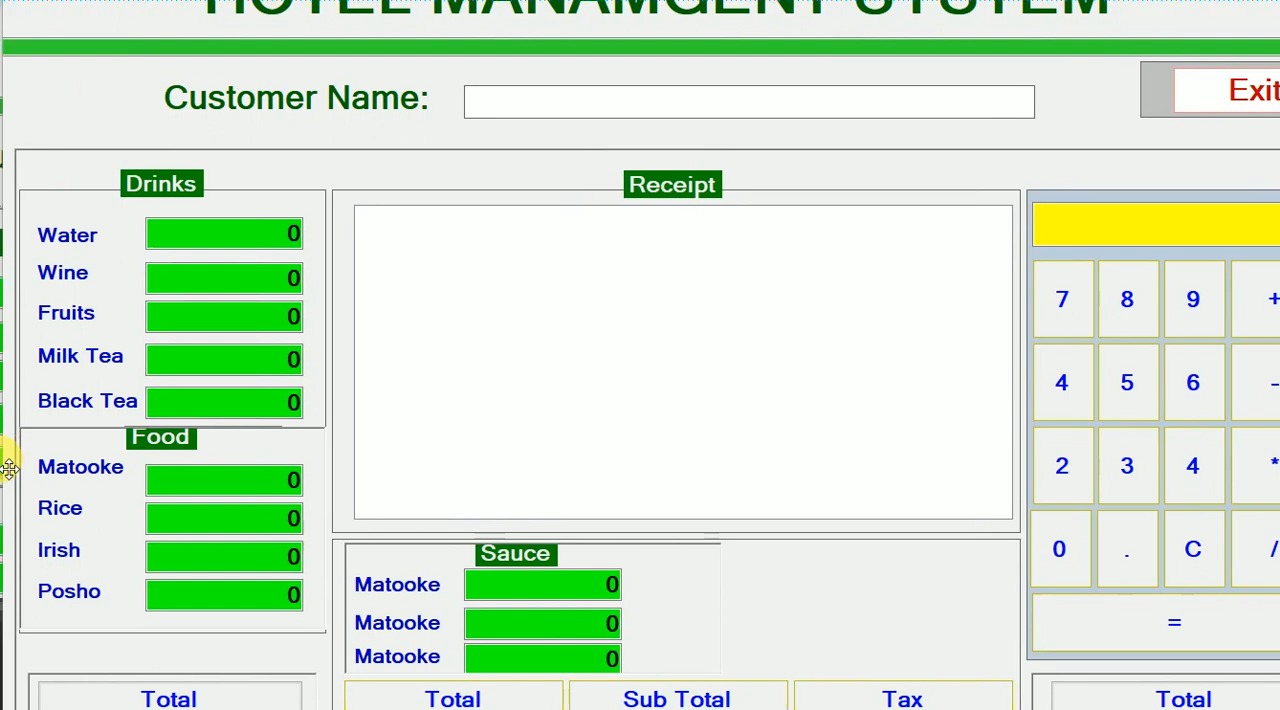 HOTEL MANAMGENT SYSTEM
Customer Name:
Exit
Drinks
Water 0
Wine 0
Fruits 0
Milk Tea 0
Black Tea 0
Food
Matooke 0
Rice 0
Irish 0
Posho 0
Total
Receipt
Sauce
Matooke 0
Matooke 0
Matooke 0
Total Sub Total Tax
7 8 9 +
4 5 6 -
2 3 4 *
0 . C /
=
Total